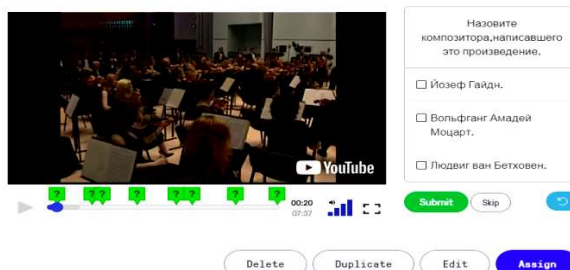 Назовите
композитора,написавшего
это произведение.
Йозеф Гайдн.
Вольфганг Амадей
Моцарт.
Людвиг ван Бетховен.
YouTube
? ? ? ? ? ? ? ?
00:20
07:37
Submit
Skip
Delete
Duplicate
Edit
Assign